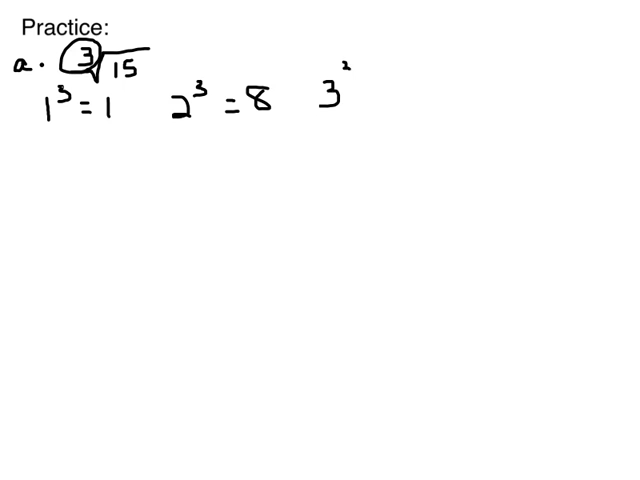 Practice:
a. ∛15
1³ = 1 2³ = 8 3²